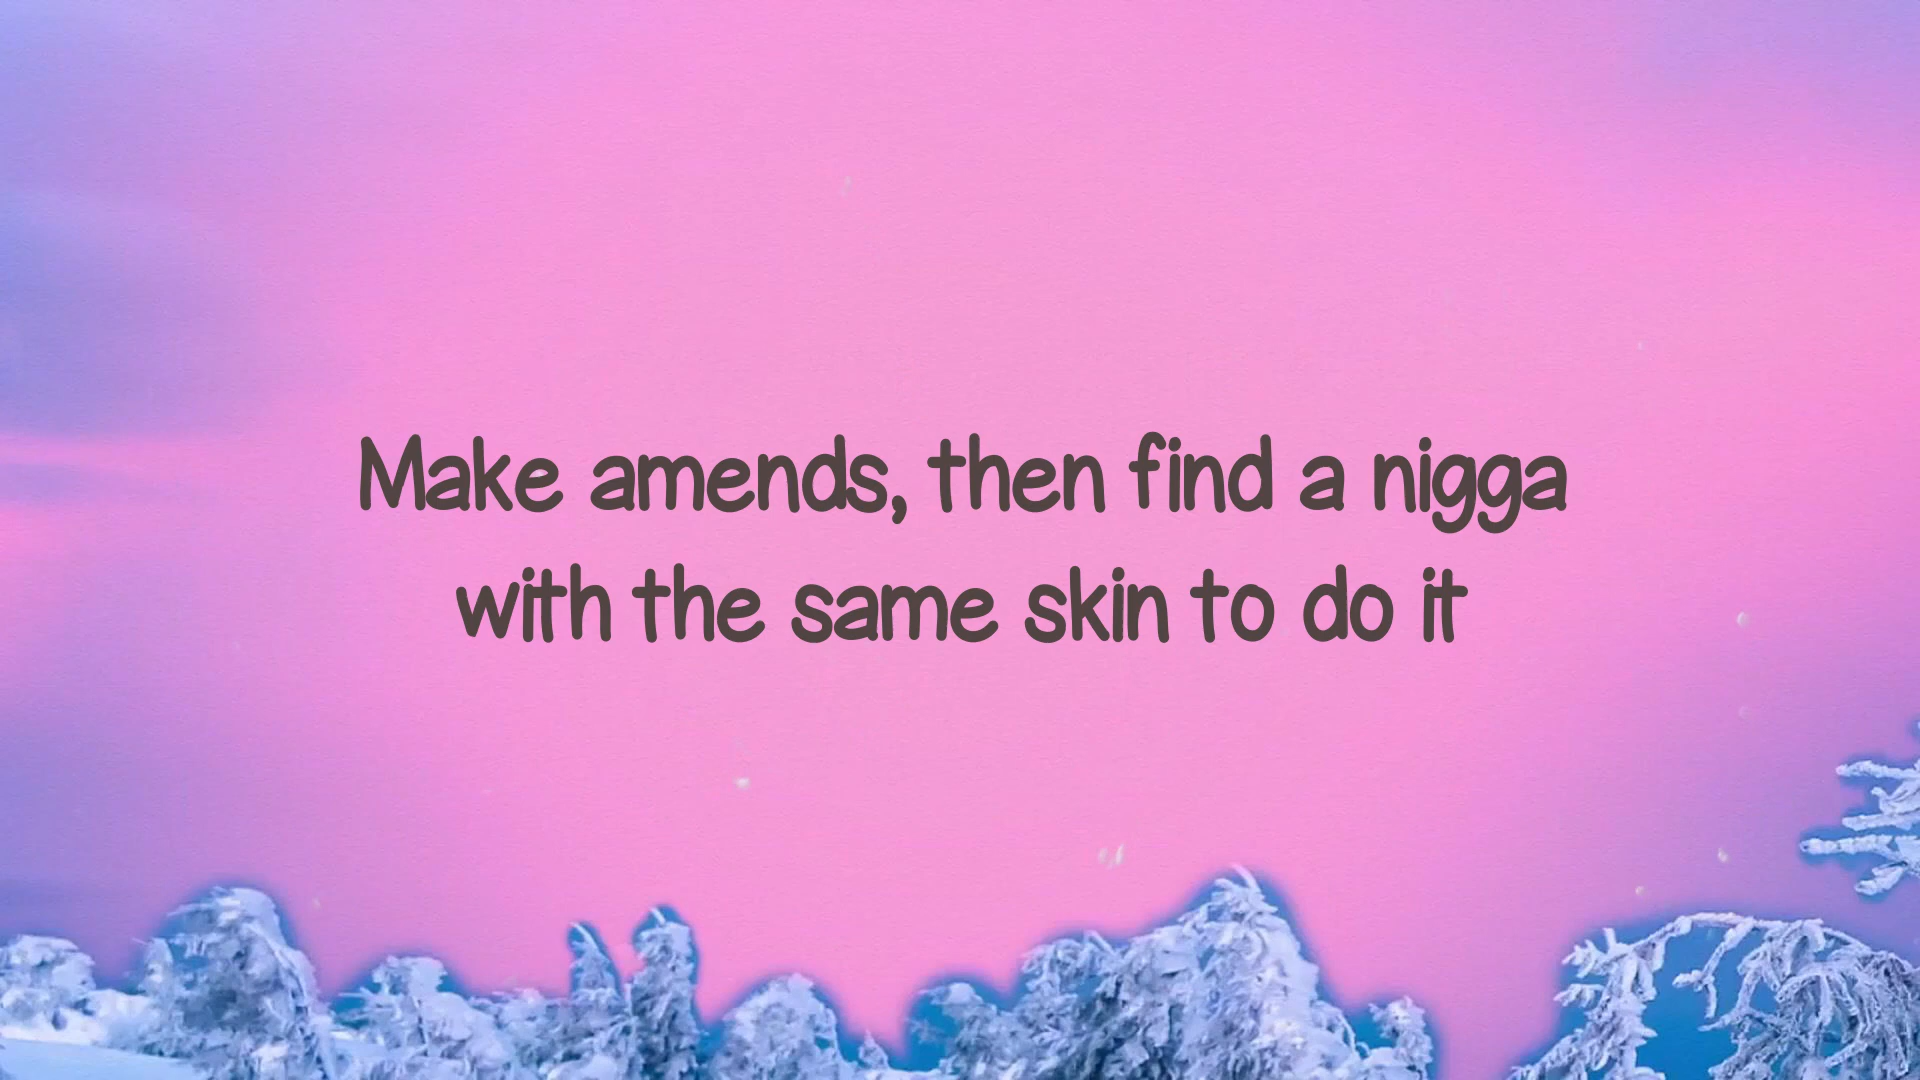 Make amends, then find a nigga
with the same skin to do it